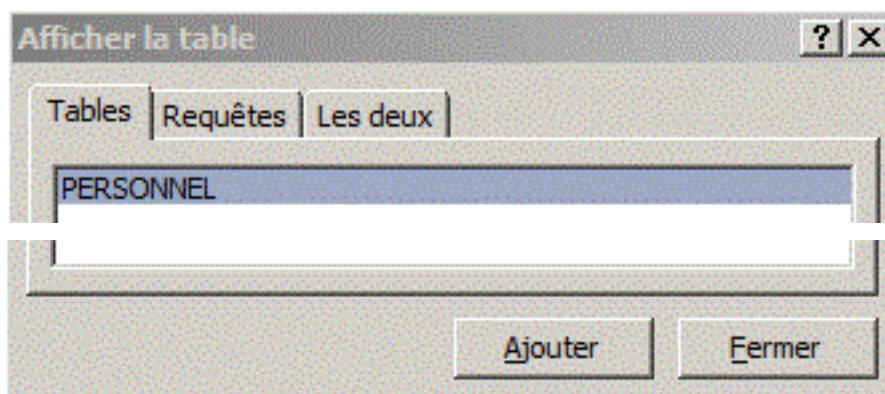 Afficher la table
Tables Requêtes Les deux
PERSONNEL
Ajouter Fermer